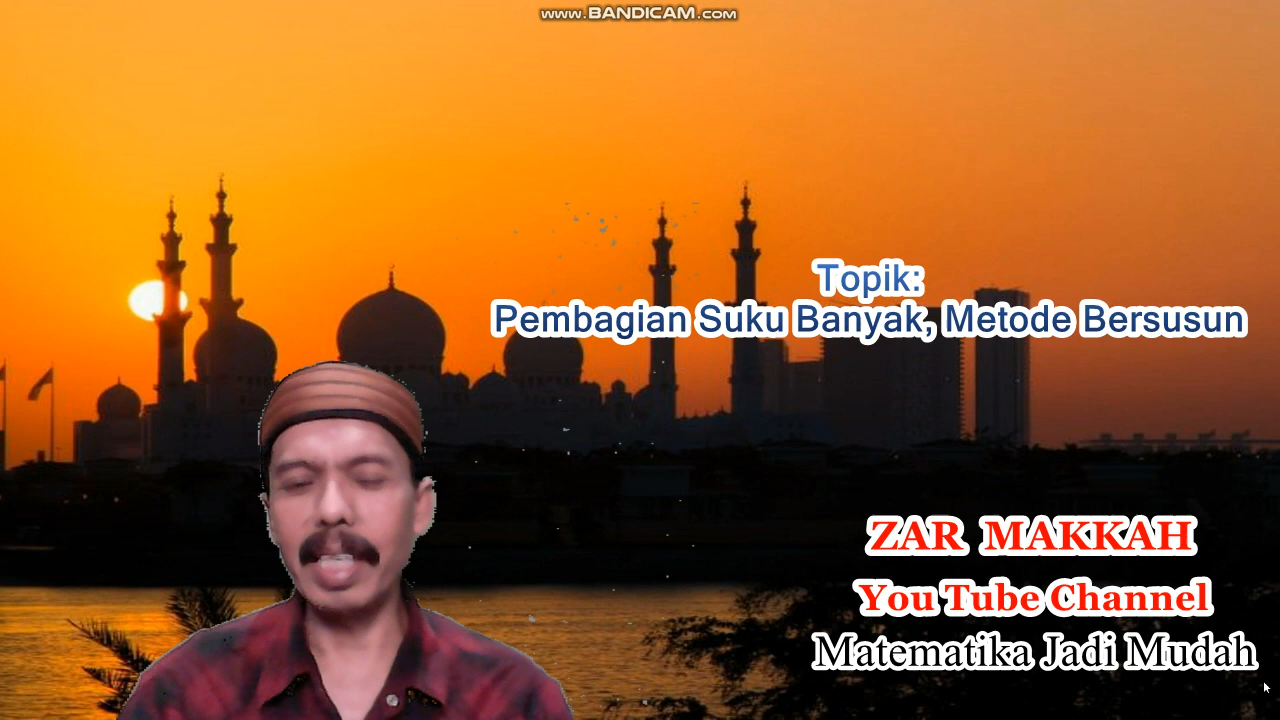 www.BANDICAM.com
Topik:
Pembagian Suku Banyak, Metode Bersusun
ZAR MAKKAH
You Tube Channel
Matematika Jadi Mudah